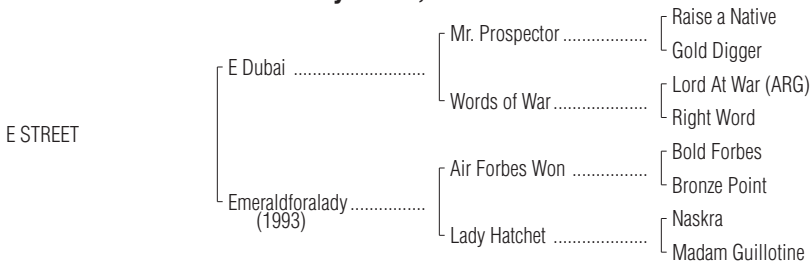 Raise a Native
Mr. Prospector ...................
Gold Digger
E Dubai ............................
Lord At War (ARG)
Words of War....................
Right Word
E STREET
Bold Forbes
Air Forbes Won ................
Bronze Point
Emeraldforalady................
(1993)
Naskra
Lady Hatchet ....................
Madam Guillotine